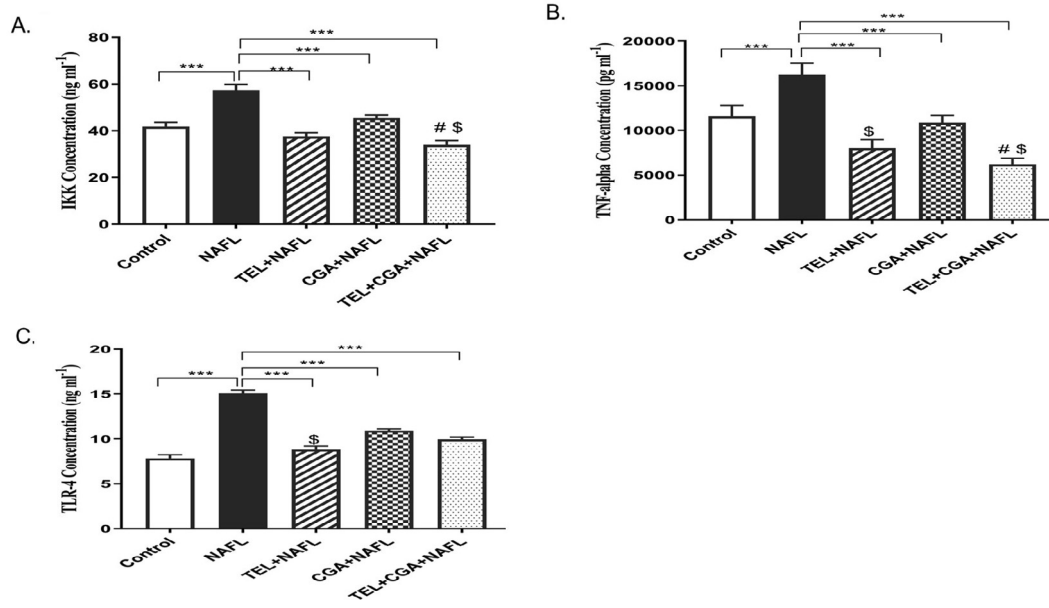 A.
IKK Concentration (ng ml-1)
80
60
40
20
0
***
***
***
***
# $
Control
NAFL
TEL+NAFL
CGA+NAFL
TEL+CGA+NAFL
B.
TNF-alpha Concentration (pg ml-1)
20000
15000
10000
5000
0
***
***
***
***
$
# $
Control
NAFL
TEL+NAFL
CGA+NAFL
TEL+CGA+NAFL
C.
TLR-4 Concentration (ng ml-1)
20
15
10
5
0
***
***
***
***
$
Control
NAFL
TEL+NAFL
CGA+NAFL
TEL+CGA+NAFL